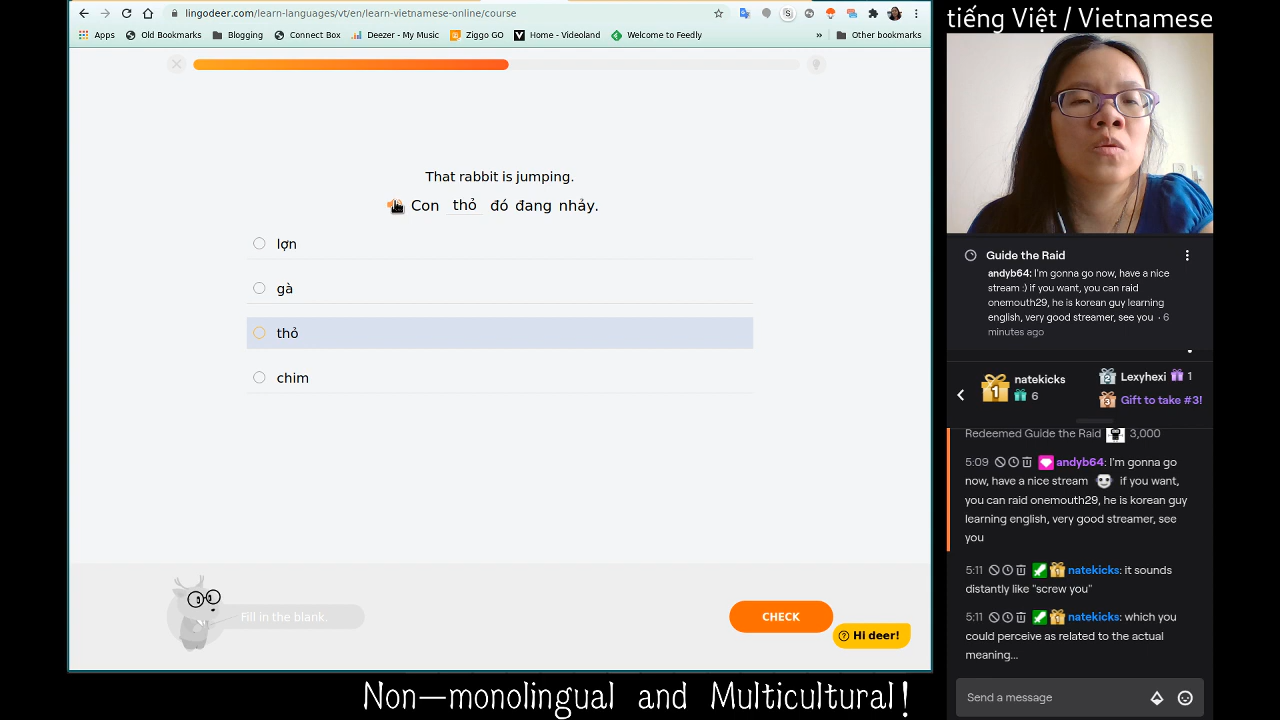 lingodeer.com/learn-languages/vt/en/learn-vietnamese-online/course
Apps Old Bookmarks Blogging Connect Box Deezer - My Music Ziggo GO Home - Videoland Welcome to Feedly » Other bookmarks
That rabbit is jumping.
Con thỏ đó đang nhảy.
lợn
gà
thỏ
chim
Fill in the blank.
CHECK
Hi deer!
Non—monolingual and Multicultural!
tiếng Việt / Vietnamese
Guide the Raid
andyb64: I'm gonna go now, have a nice
stream :) if you want, you can raid
onemouth29, he is korean guy learning
english, very good streamer, see you · 6
minutes ago
natekicks
6
Lexyhexi 1
Gift to take #3!
Redeemed Guide the Raid 3,000
5:09 andyb64: I'm gonna go
now, have a nice stream if you want,
you can raid onemouth29, he is korean guy
learning english, very good streamer, see
you
5:11 natekicks: it sounds
distantly like "screw you"
5:11 natekicks: which you
could perceive as related to the actual
meaning...
Send a message